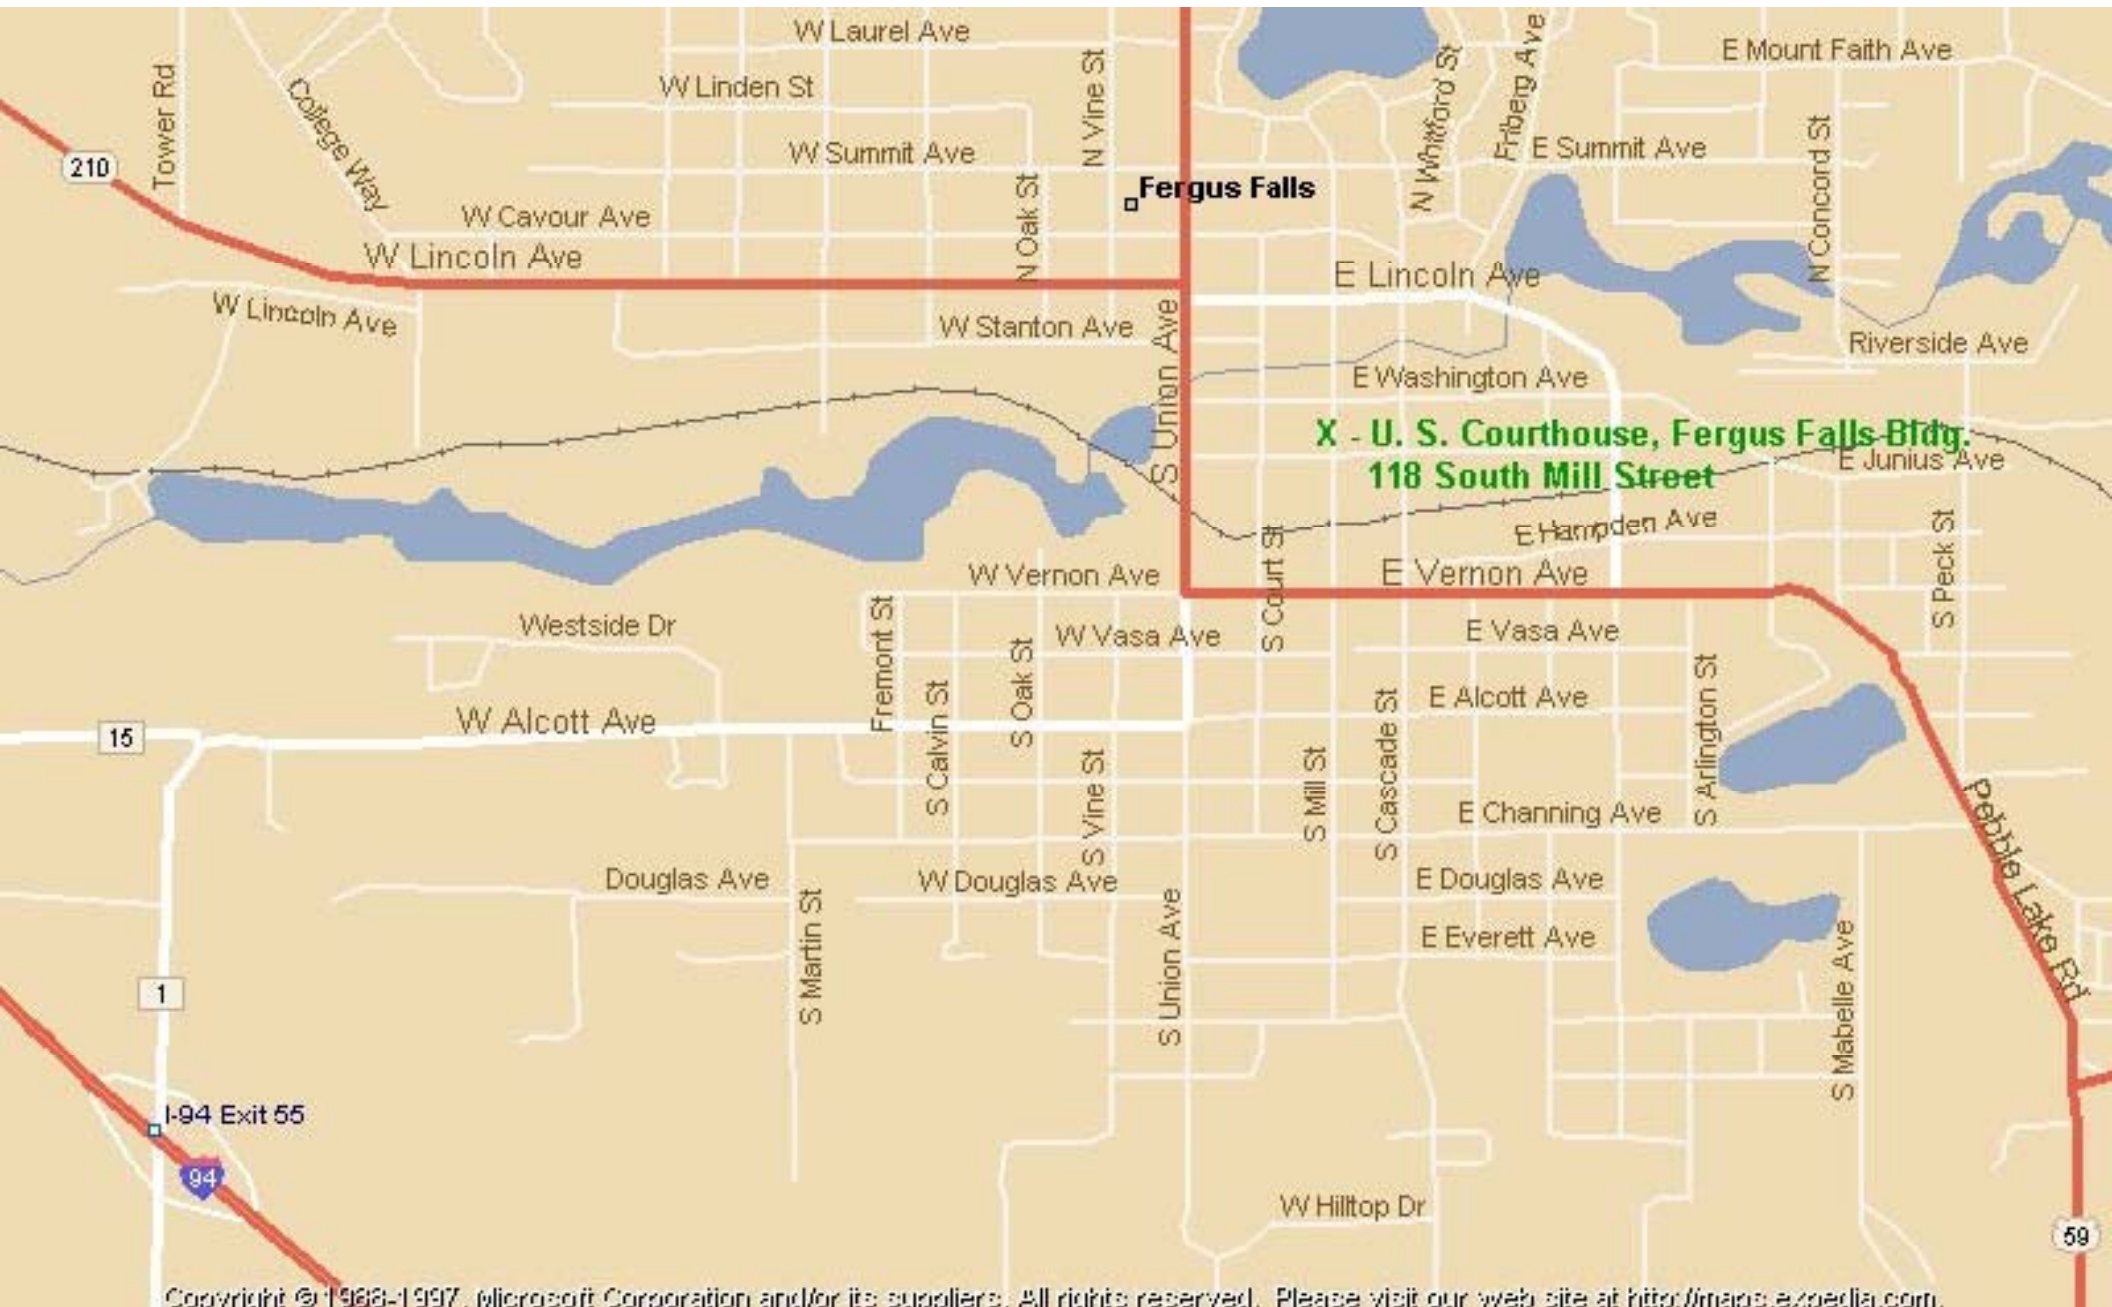 W Laurel Ave
E Mount Faith Ave
Tower Rd
College Way
W Linden St
N Vine St
N Whitford St
Friberg Ave
210
W Summit Ave
E Summit Ave
N Concord St
Fergus Falls
N Oak St
W Cavour Ave
W Lincoln Ave
E Lincoln Ave
W Lincoln Ave
W Stanton Ave
S Union Ave
Riverside Ave
E Washington Ave
X - U. S. Courthouse, Fergus Falls Bldg.
118 South Mill Street
E Junius Ave
E Hampden Ave
S Peck St
S Court St
W Vernon Ave
E Vernon Ave
Westside Dr
Fremont St
W Vasa Ave
E Vasa Ave
S Oak St
S Calvin St
S Arlington St
E Alcott Ave
S Cascade St
15
W Alcott Ave
S Vine St
S Mill St
E Channing Ave
Pebble Lake Rd
Douglas Ave
W Douglas Ave
E Douglas Ave
S Martin St
S Union Ave
E Everett Ave
S Mabelle Ave
1
I-94 Exit 55
94
W Hilltop Dr
59
Copyright © 1988-1997, Microsoft Corporation and/or its suppliers. All rights reserved. Please visit our web site at http://maps.expedia.com.